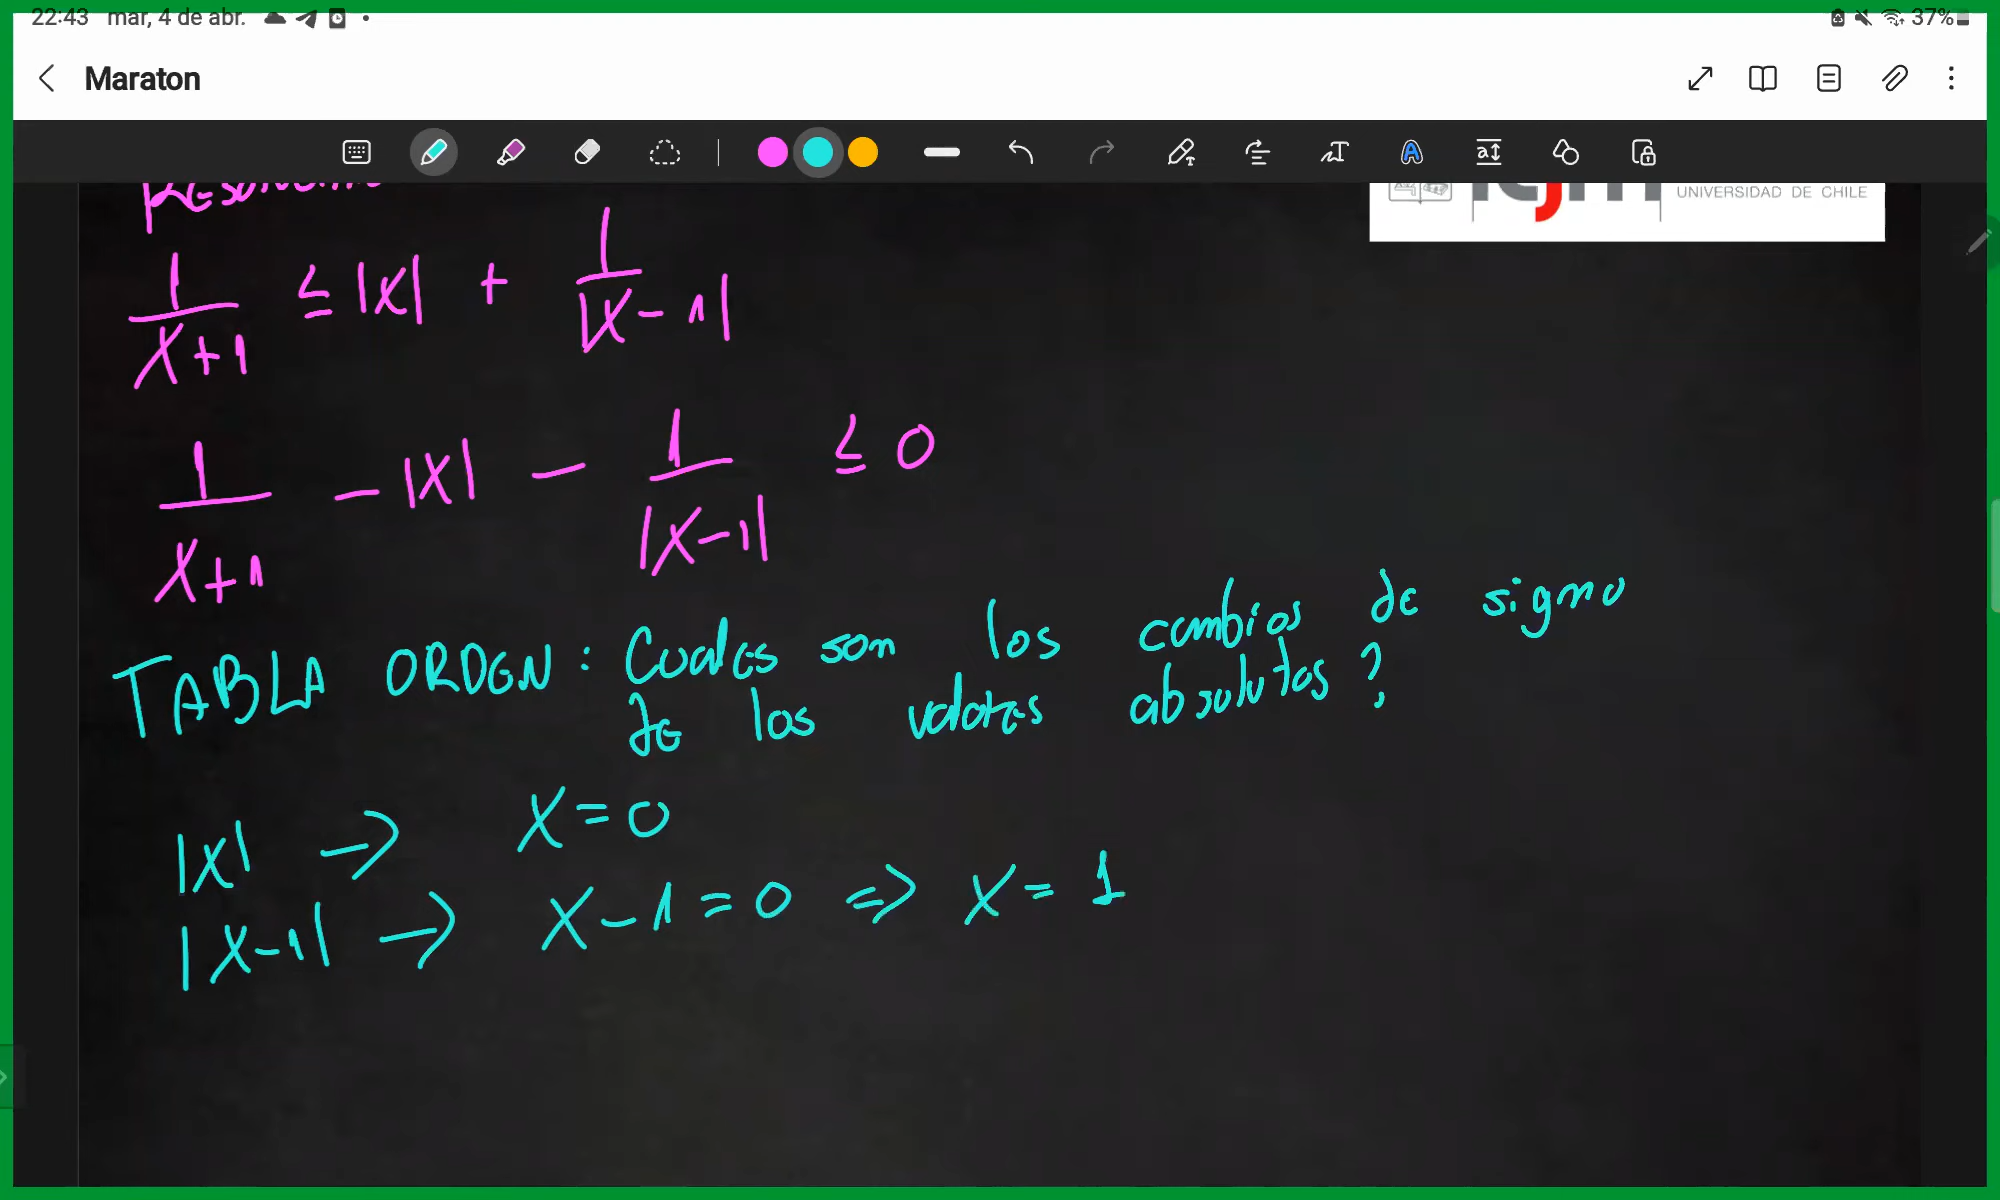 22:43 mar, 4 de abr. 37%
Maraton
UNIVERSIDAD DE CHILE
1/(x+1) ≤ |x| + 1/|x-1|
1/(x+1) - |x| - 1/|x-1| ≤ 0
TABLA ORDEN: Cuales son los cambios de signo
de los valores absolutos?
|x| → x=0
|x-1| → x-1=0 => x=1